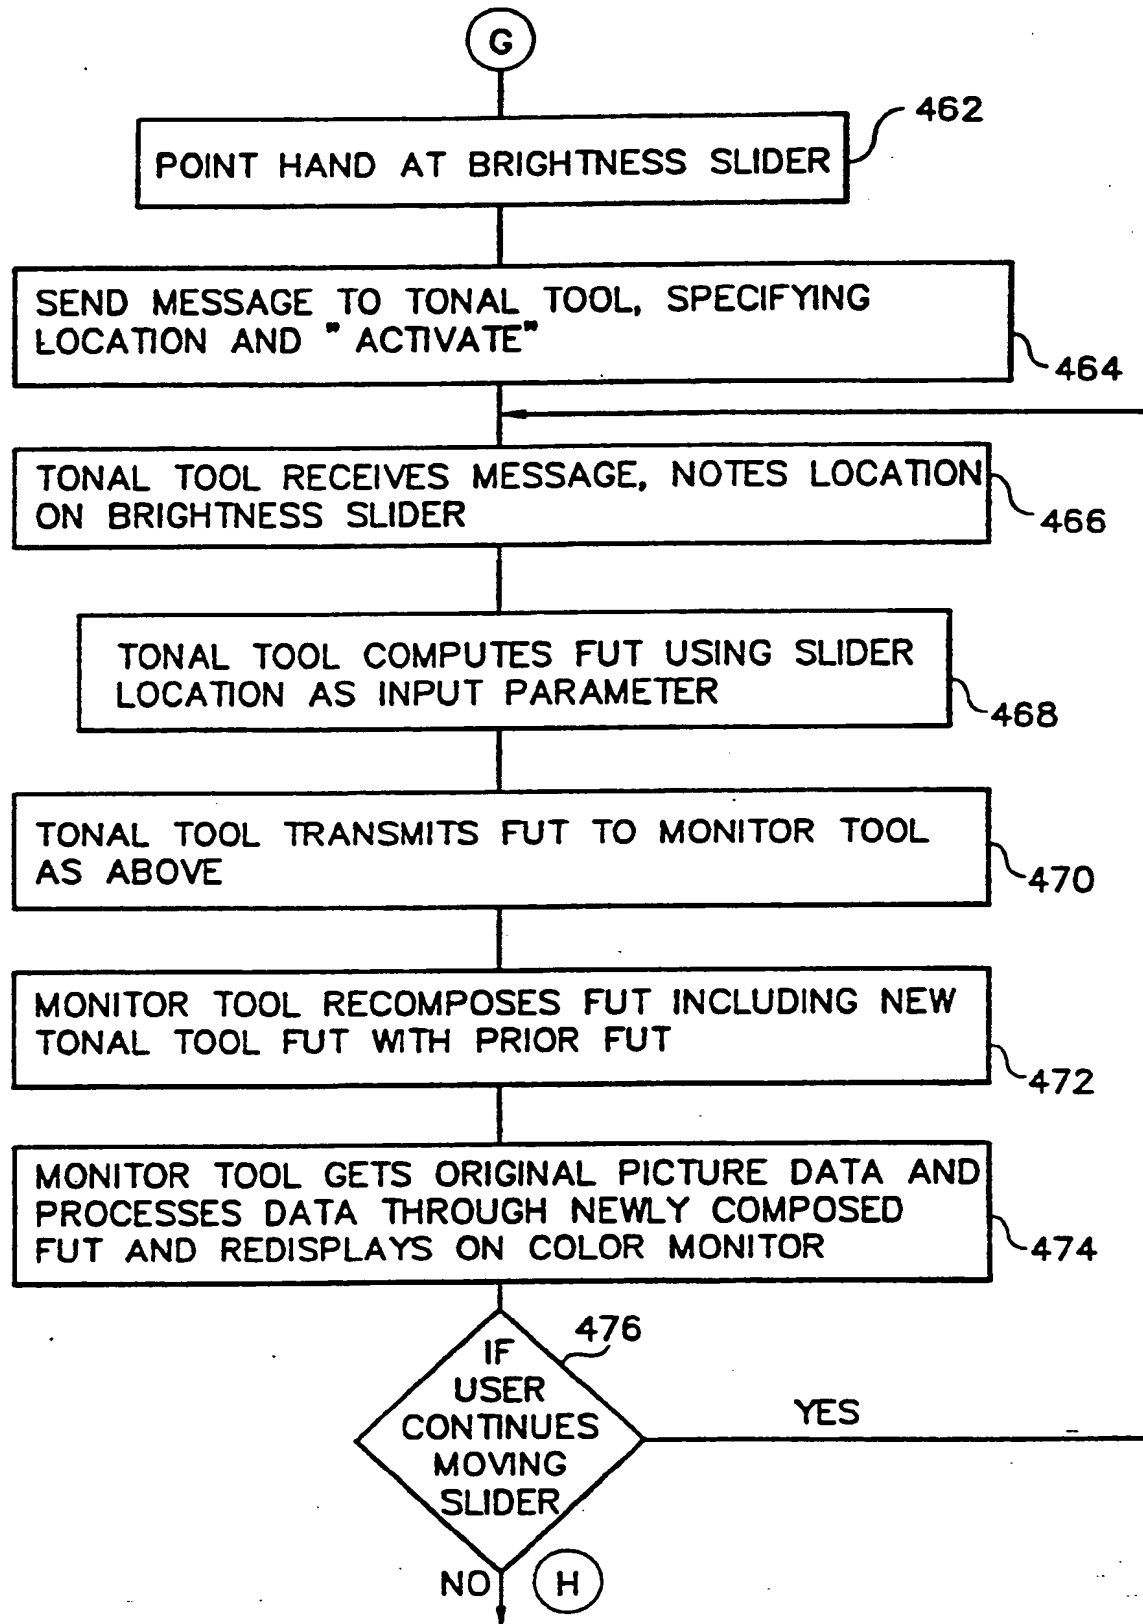 G
POINT HAND AT BRIGHTNESS SLIDER
462
SEND MESSAGE TO TONAL TOOL, SPECIFYING
LOCATION AND "ACTIVATE"
464
TONAL TOOL RECEIVES MESSAGE, NOTES LOCATION
ON BRIGHTNESS SLIDER
466
TONAL TOOL COMPUTES FUT USING SLIDER
LOCATION AS INPUT PARAMETER
468
TONAL TOOL TRANSMITS FUT TO MONITOR TOOL
AS ABOVE
470
MONITOR TOOL RECOMPOSES FUT INCLUDING NEW
TONAL TOOL FUT WITH PRIOR FUT
472
MONITOR TOOL GETS ORIGINAL PICTURE DATA AND
PROCESSES DATA THROUGH NEWLY COMPOSED
FUT AND REDISPLAYS ON COLOR MONITOR
474
476
IF
USER
CONTINUES
MOVING
SLIDER
YES
NO
H